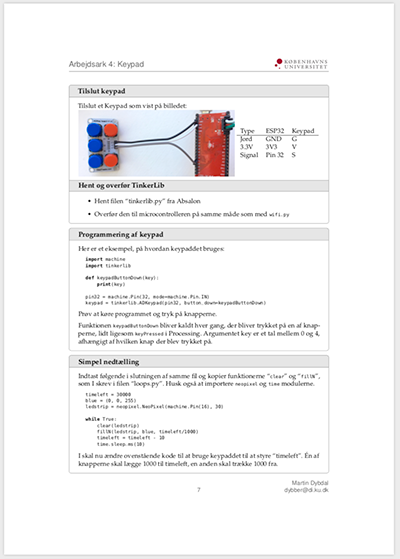 Arbejdsark 4: Keypad
KØBENHAVNS
UNIVERSITET
Tilslut keypad
Tilslut et Keypad som vist på billedet:
Type ESP32 Keypad
Jord GND G
3.3V 3V3 V
Signal Pin 32 S
Hent og overfør TinkerLib
• Hent filen "tinkerlib.py" fra Absalon
• Overfør den til microcontrolleren på samme måde som med wifi.py
Programmering af keypad
Her er et eksempel, på hvordan keypaddet bruges:
import machine
import tinkerlib
def keypadButtonDown(key):
print(key)
pin32 = machine.Pin(32, mode=machine.Pin.IN)
keypad = tinkerlib.ADKeypad(pin32, button_down=keypadButtonDown)
Prøv at køre programmet og tryk på knapperne.
Funktionen keypadButtonDown bliver kaldt hver gang, der bliver trykket på en af knap-
perne, lidt ligesom keyPressed i Processing. Argumentet key er et tal mellem 0 og 4,
afhængigt af hvilken knap der blev trykket på.
Simpel nedtælling
Indtast følgende i slutningen af samme fil og kopier funktionerne "clear" og "fillN",
som I skrev i filen "loops.py". Husk også at importere neopixel og time modulerne.
timeleft = 30000
blue = (0, 0, 255)
ledstrip = neopixel.NeoPixel(machine.Pin(16), 30)
while True:
clear(ledstrip)
fillN(ledstrip, blue, timeleft/1000)
timeleft = timeleft - 10
time.sleep_ms(10)
I skal nu ændre ovenstående kode til at bruge keypaddet til at styre "timeleft". Én af
knapperne skal lægge 1000 til timeleft, en anden skal trække 1000 fra.
Martin Dybdal
7
dybber@di.ku.dk